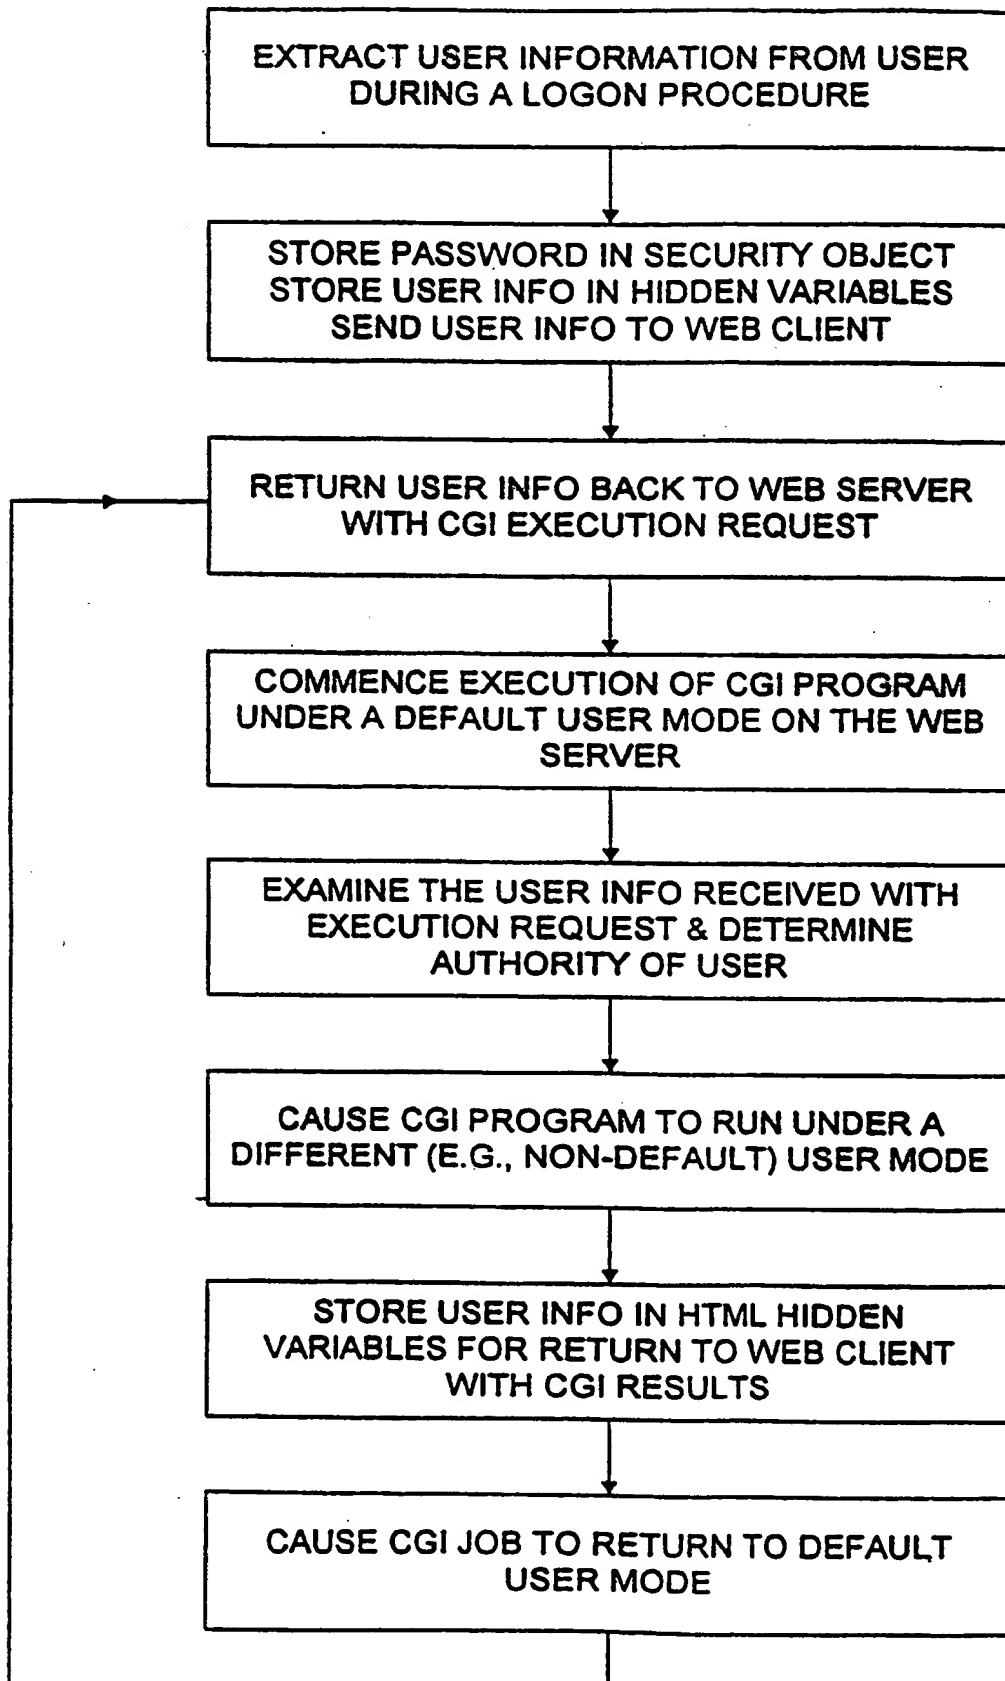 EXTRACT USER INFORMATION FROM USER
DURING A LOGON PROCEDURE
STORE PASSWORD IN SECURITY OBJECT
STORE USER INFO IN HIDDEN VARIABLES
SEND USER INFO TO WEB CLIENT
RETURN USER INFO BACK TO WEB SERVER
WITH CGI EXECUTION REQUEST
COMMENCE EXECUTION OF CGI PROGRAM
UNDER A DEFAULT USER MODE ON THE WEB
SERVER
EXAMINE THE USER INFO RECEIVED WITH
EXECUTION REQUEST & DETERMINE
AUTHORITY OF USER
CAUSE CGI PROGRAM TO RUN UNDER A
DIFFERENT (E.G., NON-DEFAULT) USER MODE
STORE USER INFO IN HTML HIDDEN
VARIABLES FOR RETURN TO WEB CLIENT
WITH CGI RESULTS
CAUSE CGI JOB TO RETURN TO DEFAULT
USER MODE